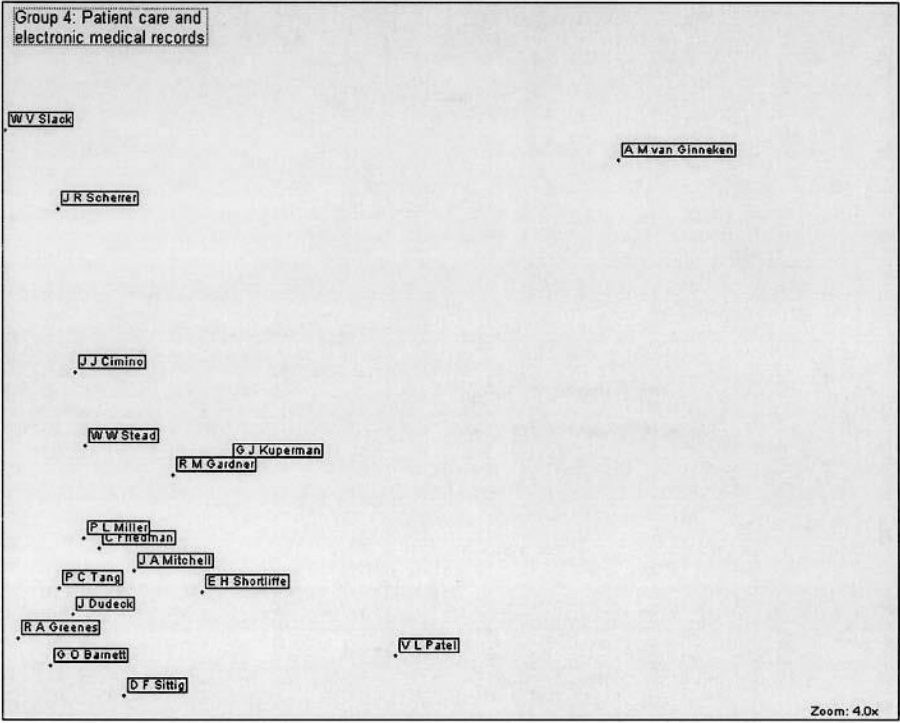 Group 4: Patient care and
electronic medical records
W V Slack
A M van Ginneken
J R Scherrer
J J Cimino
W W Stead
G J Kuperman
R M Gardner
P L Miller
C Friedman
J A Mitchell
P C Tang
E H Shortliffe
J Dudeck
R A Greenes
V L Patel
G O Barnett
D F Sittig
Zoom: 4.0x